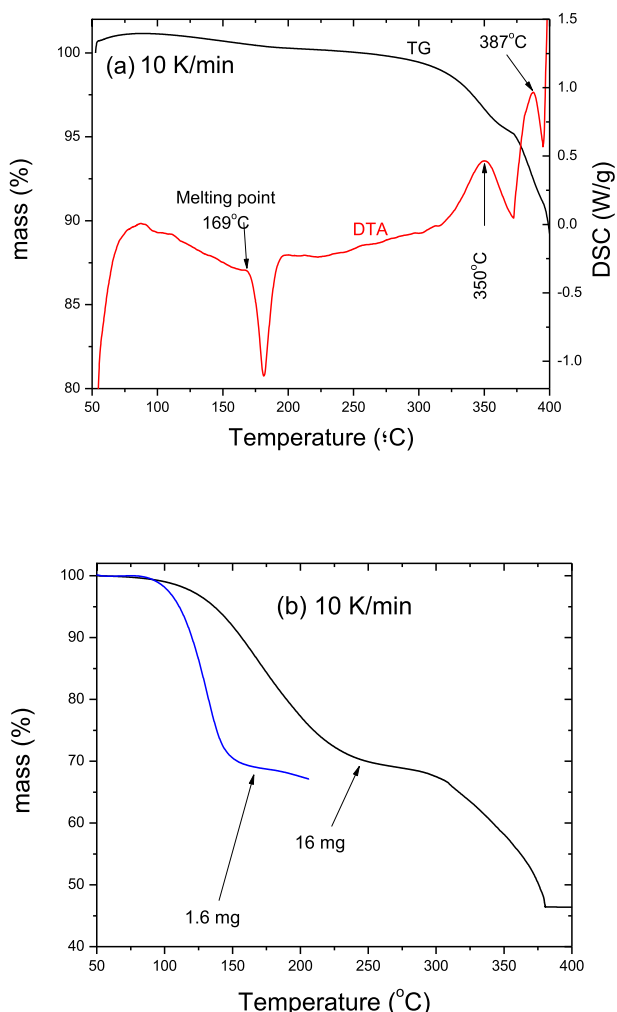 1.5
100
TG
387°C
(a) 10 K/min
1.0
95
0.5
mass (%)
Melting point
169°C
90
DTA
0.0
DSC (W/g)
350°C
-0.5
85
-1.0
80
50 100 150 200 250 300 350 400
Temperature (؛C)
100
(b) 10 K/min
90
80
mass (%)
70
60
16 mg
50
1.6 mg
40
50 100 150 200 250 300 350 400
Temperature (°C)